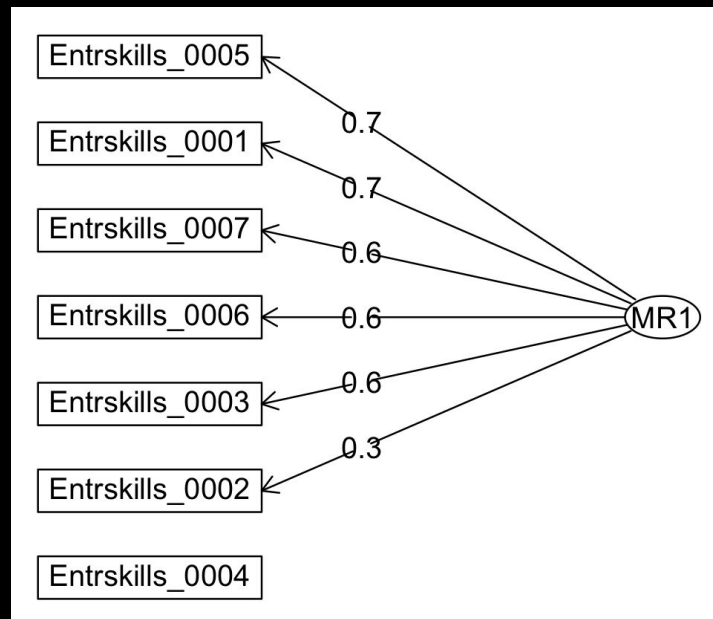 Entrskills_0005
0.7
Entrskills_0001
0.7
Entrskills_0007
0.6
Entrskills_0006
0.6
MR1
Entrskills_0003
0.6
Entrskills_0002
0.3
Entrskills_0004